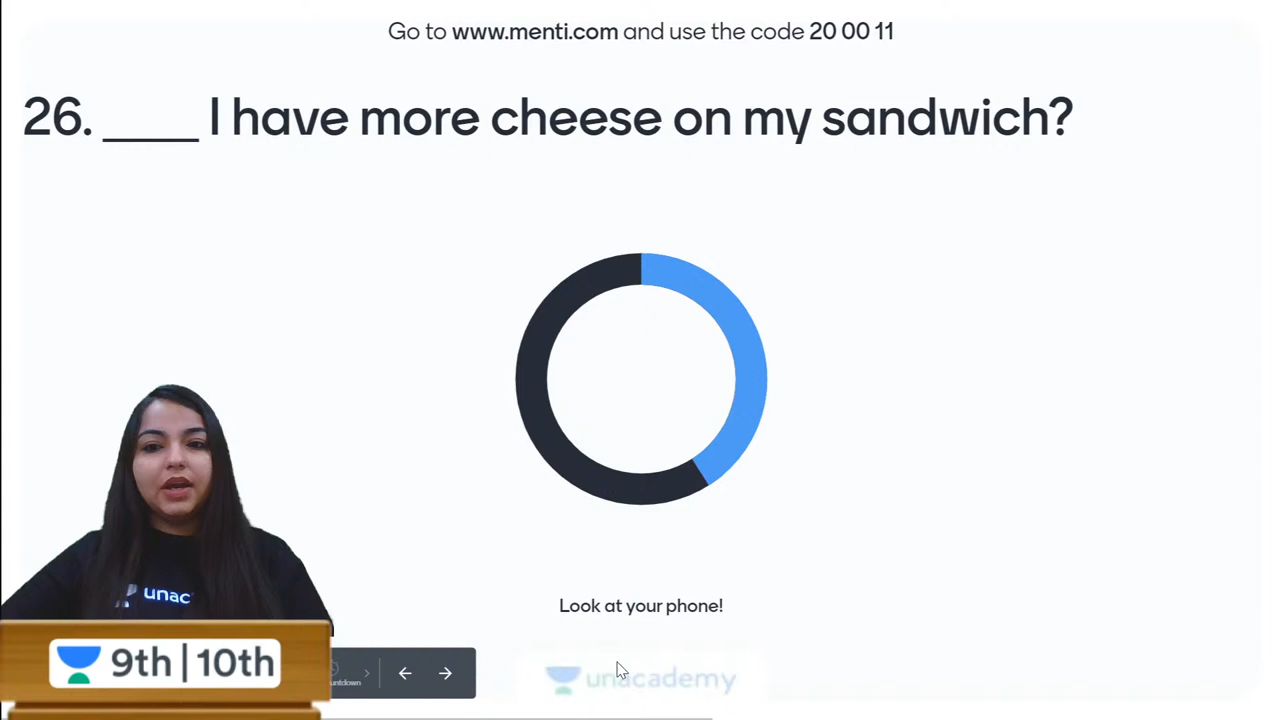 Go to www.menti.com and use the code 20 00 11
26. ____ I have more cheese on my sandwich?
Look at your phone!
unac
9th | 10th
untdown
unacademy